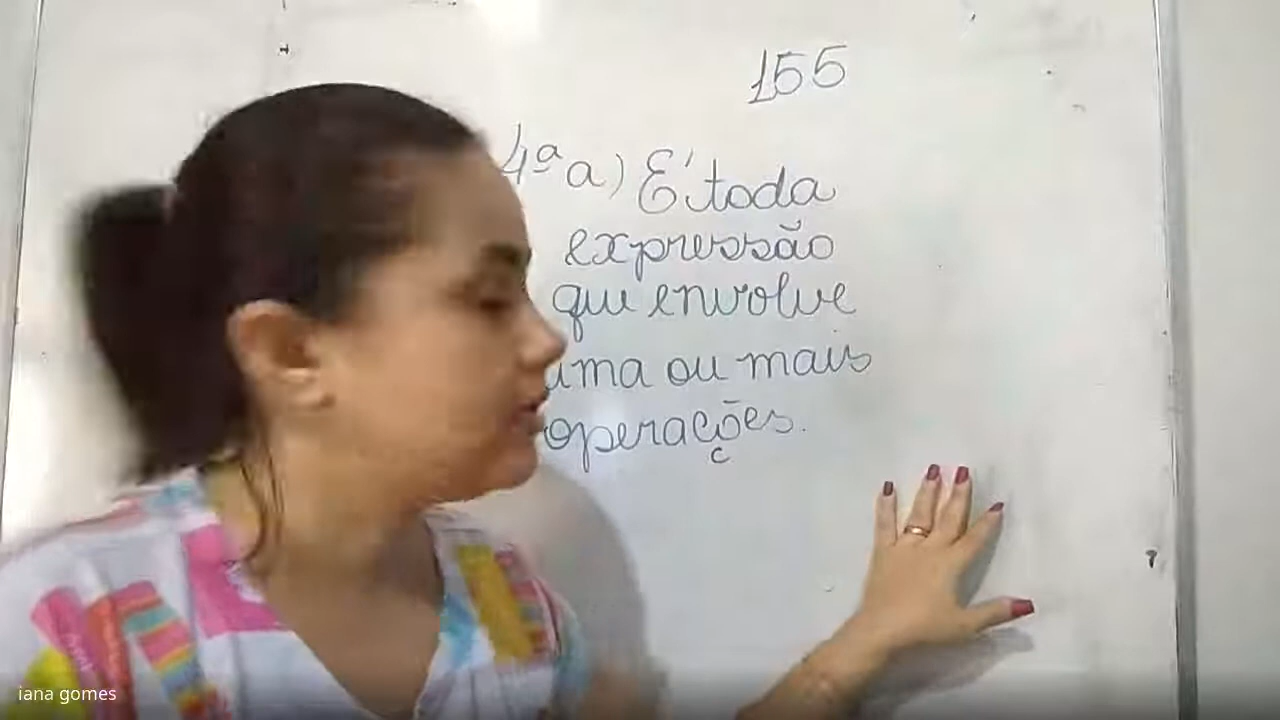 155
4ª a) É toda
expressão
que envolve
uma ou mais
operações.
iana gomes